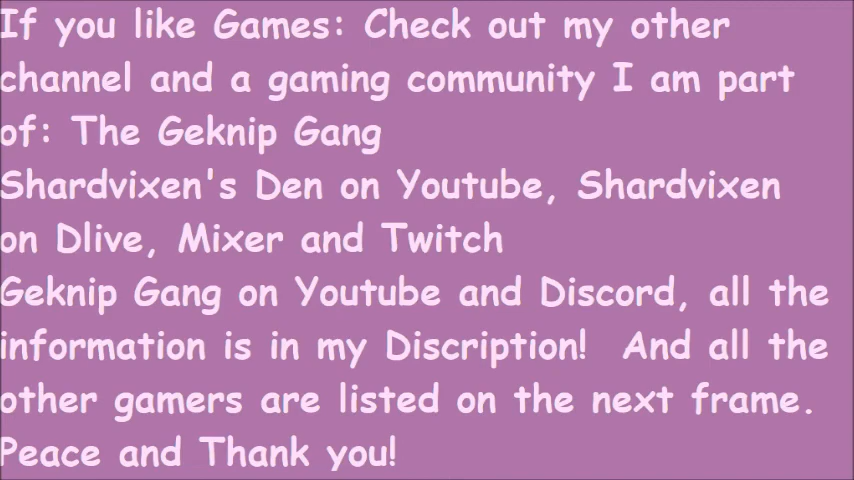 If you like Games: Check out my other
channel and a gaming community I am part
of: The Geknip Gang
Shardvixen's Den on Youtube, Shardvixen
on Dlive, Mixer and Twitch
Geknip Gang on Youtube and Discord, all the
information is in my Discription!  And all the
other gamers are listed on the next frame.
Peace and Thank you!